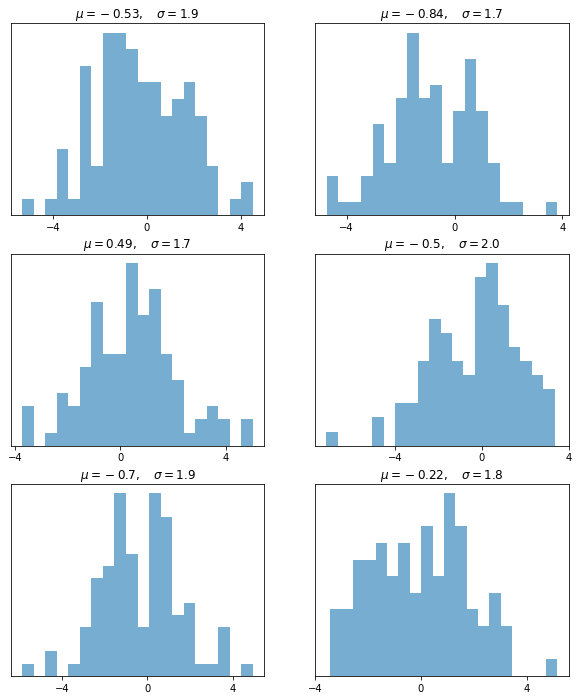 μ = −0.53, σ = 1.9
μ = −0.84, σ = 1.7
−4 0 4
−4 0 4
μ = 0.49, σ = 1.7
μ = −0.5, σ = 2.0
−4 0 4
−4 0 4
μ = −0.7, σ = 1.9
μ = −0.22, σ = 1.8
−4 0 4
−4 0 4